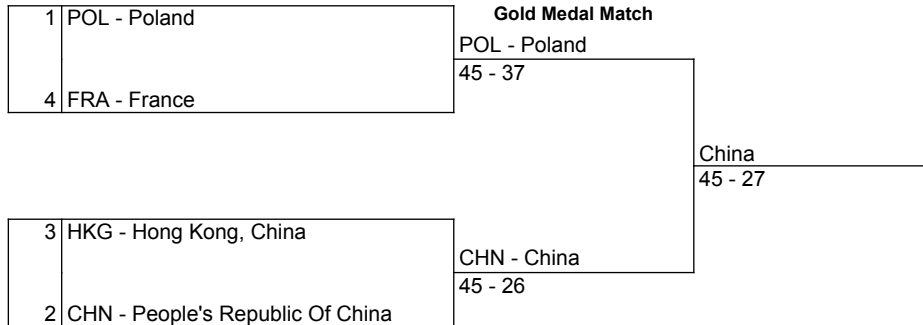 1 POL - Poland
Gold Medal Match
POL - Poland
45 - 37
4 FRA - France
China
45 - 27
3 HKG - Hong Kong, China
CHN - China
45 - 26
2 CHN - People's Republic Of China